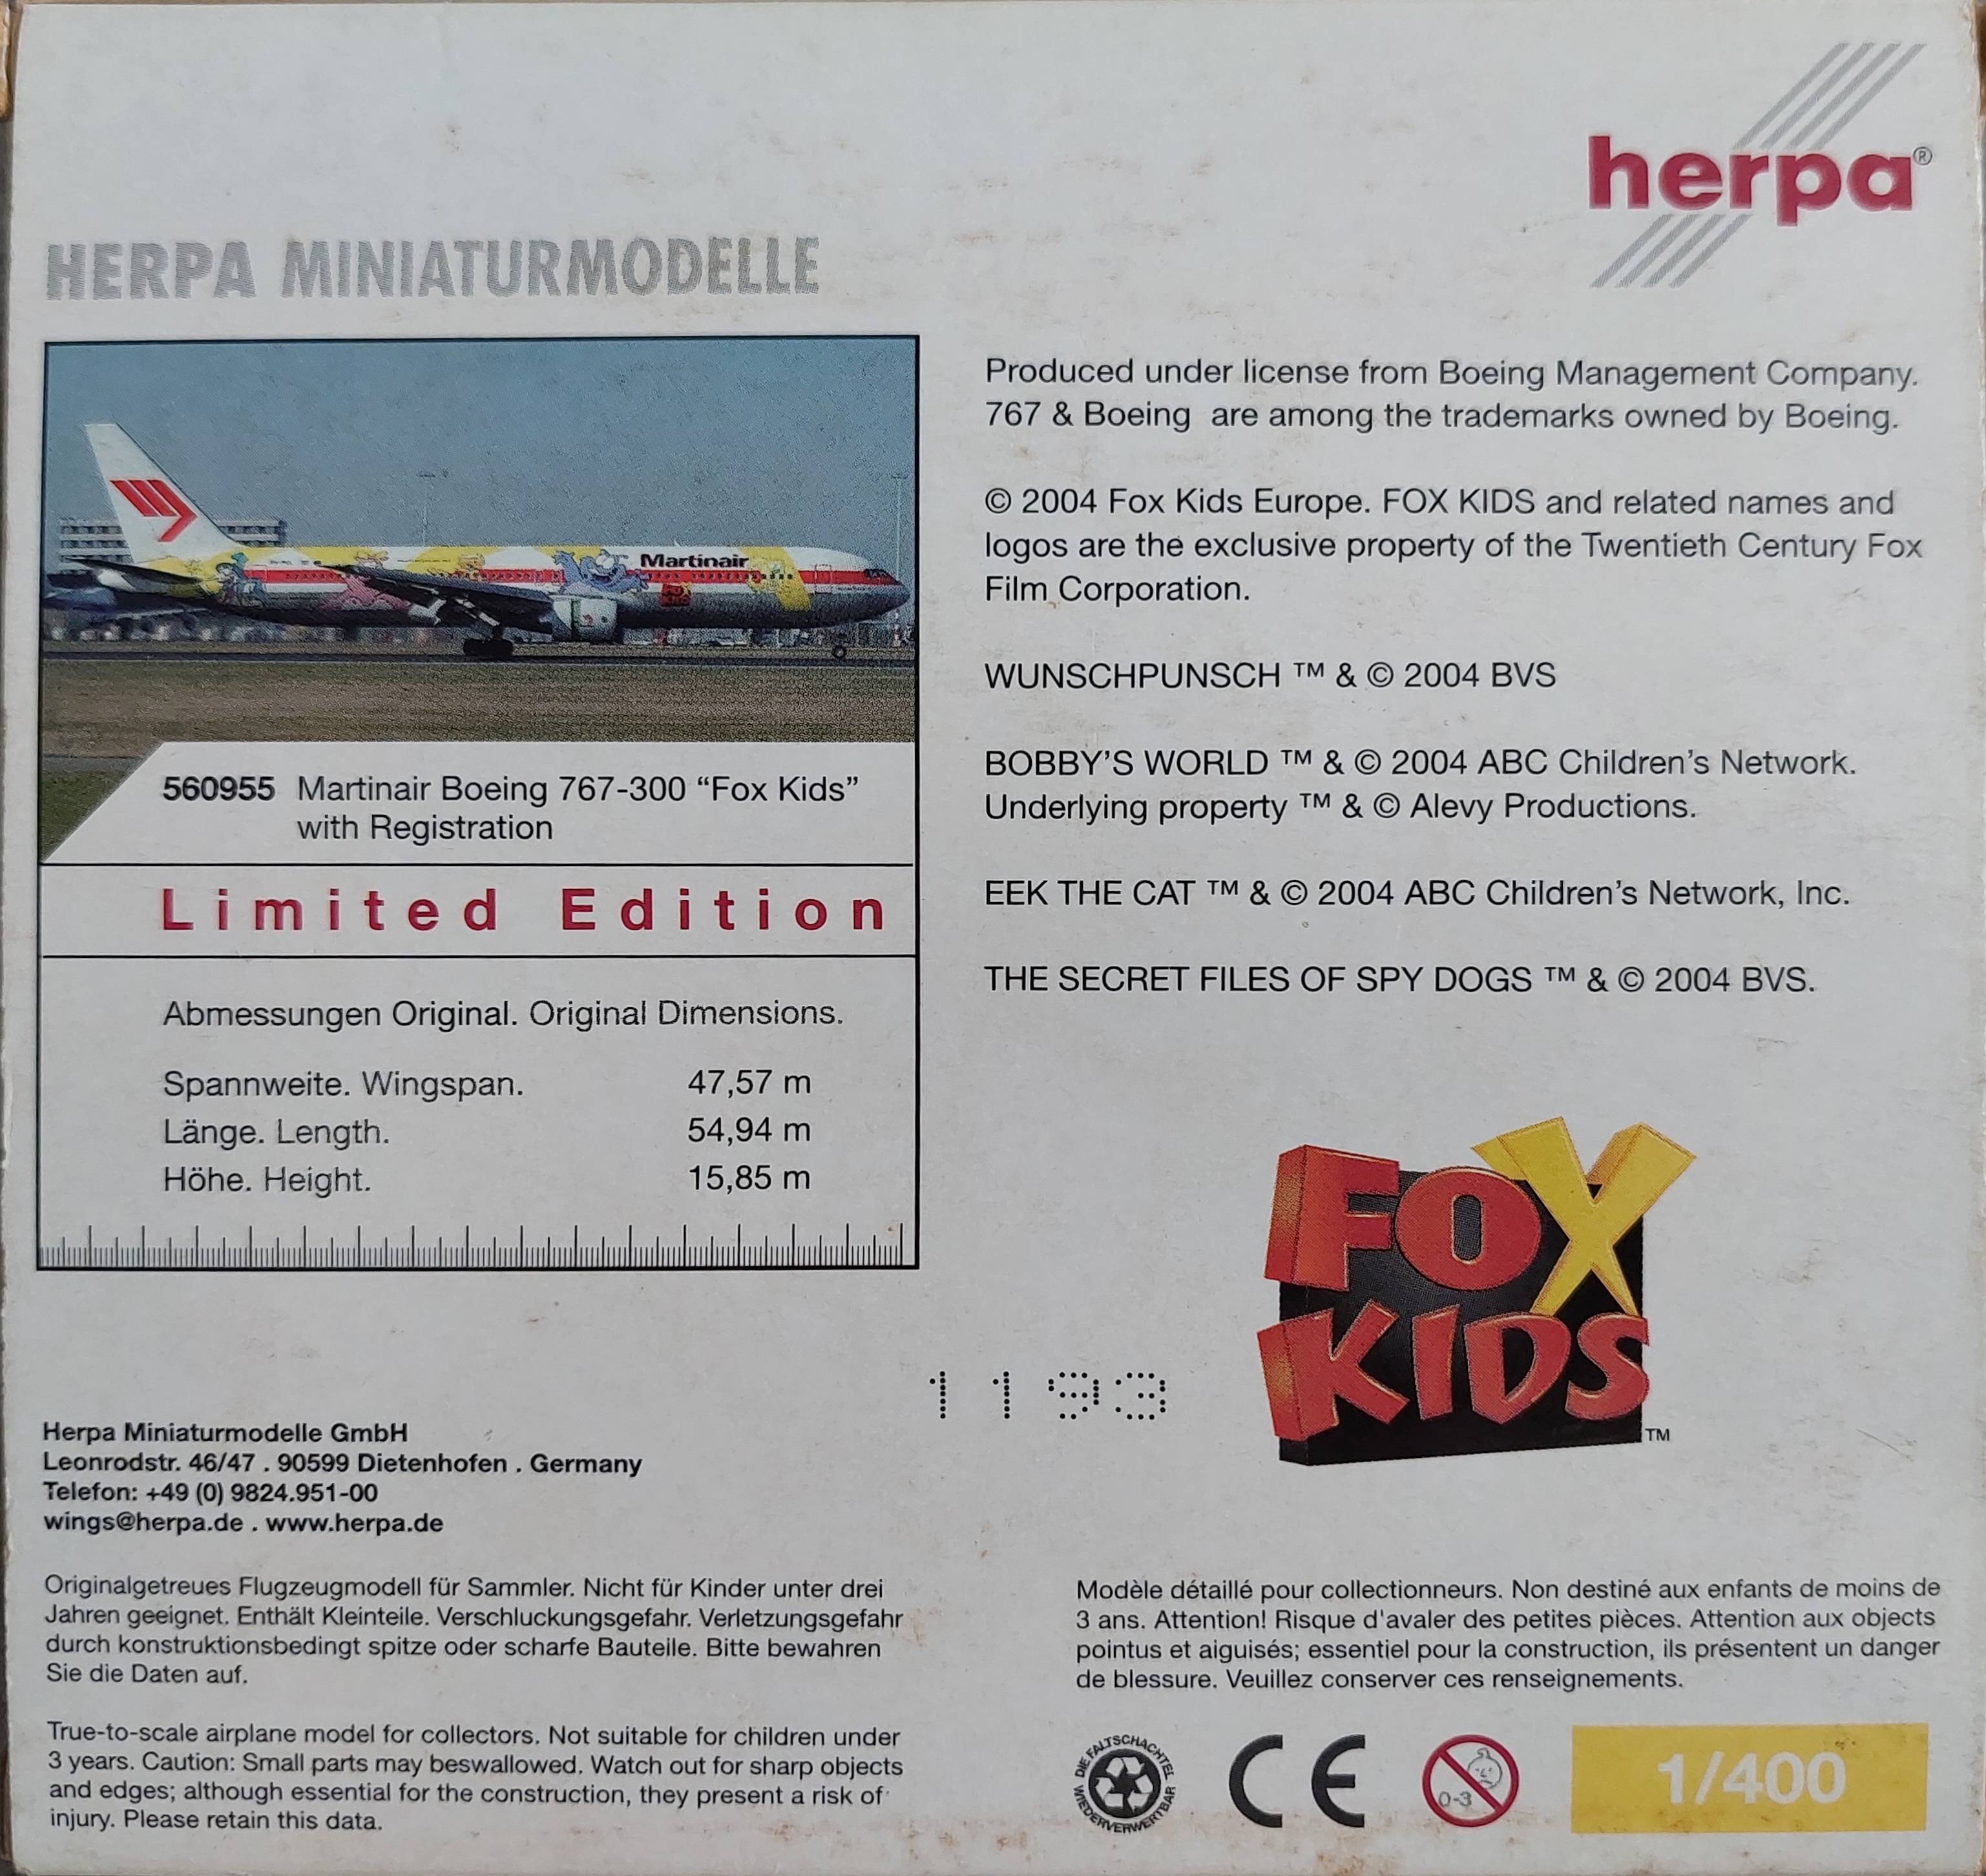 herpa®
HERPA MINIATURMODELLE
Martinair
560955 Martinair Boeing 767-300 “Fox Kids”
with Registration
Limited Edition
Abmessungen Original. Original Dimensions.
Spannweite. Wingspan. 47,57 m
Länge. Length. 54,94 m
Höhe. Height. 15,85 m
Produced under license from Boeing Management Company.
767 & Boeing are among the trademarks owned by Boeing.
© 2004 Fox Kids Europe. FOX KIDS and related names and
logos are the exclusive property of the Twentieth Century Fox
Film Corporation.
WUNSCHPUNSCH ™ & © 2004 BVS
BOBBY’S WORLD ™ & © 2004 ABC Children’s Network.
Underlying property ™ & © Alevy Productions.
EEK THE CAT ™ & © 2004 ABC Children’s Network, Inc.
THE SECRET FILES OF SPY DOGS ™ & © 2004 BVS.
FOX
KIDS
™
1193
Herpa Miniaturmodelle GmbH
Leonrodstr. 46/47 . 90599 Dietenhofen . Germany
Telefon: +49 (0) 9824.951-00
wings@herpa.de . www.herpa.de
Originalgetreues Flugzeugmodell für Sammler. Nicht für Kinder unter drei
Jahren geeignet. Enthält Kleinteile. Verschluckungsgefahr. Verletzungsgefahr
durch konstruktionsbedingt spitze oder scharfe Bauteile. Bitte bewahren
Sie die Daten auf.
True-to-scale airplane model for collectors. Not suitable for children under
3 years. Caution: Small parts may beswallowed. Watch out for sharp objects
and edges; although essential for the construction, they present a risk of
injury. Please retain this data.
Modèle détaillé pour collectionneurs. Non destiné aux enfants de moins de
3 ans. Attention! Risque d'avaler des petites pièces. Attention aux objects
pointus et aiguisés; essentiel pour la construction, ils présentent un danger
de blessure. Veuillez conserver ces renseignements.
DIE FALTSCHACHTEL
WIEDERVERWERTBAR
CE
0-3
1/400